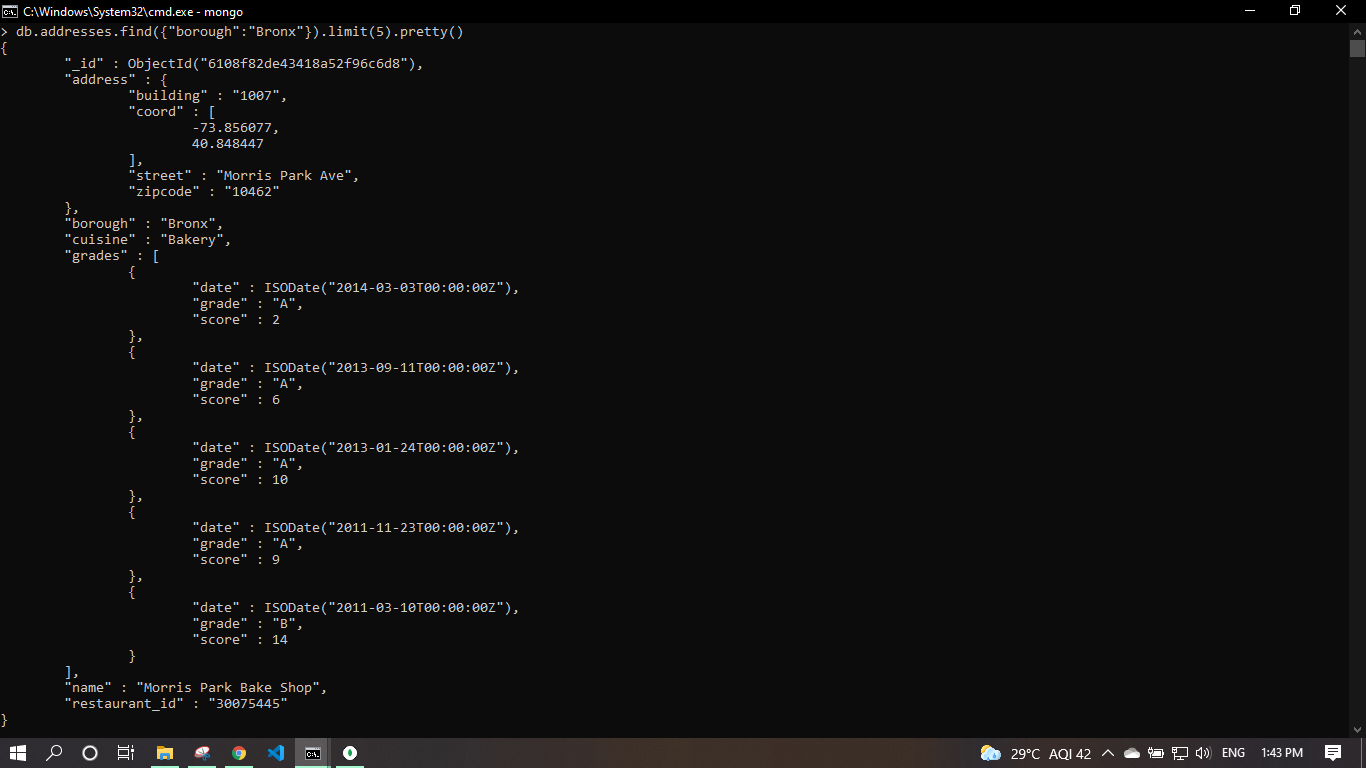 C:\Windows\System32\cmd.exe - mongo
> db.addresses.find({"borough":"Bronx"}).limit(5).pretty()
{
        "_id" : ObjectId("6108f82de43418a52f96c6d8"),
        "address" : {
                "building" : "1007",
                "coord" : [
                        -73.856077,
                        40.848447
                ],
                "street" : "Morris Park Ave",
                "zipcode" : "10462"
        },
        "borough" : "Bronx",
        "cuisine" : "Bakery",
        "grades" : [
                {
                        "date" : ISODate("2014-03-03T00:00:00Z"),
                        "grade" : "A",
                        "score" : 2
                },
                {
                        "date" : ISODate("2013-09-11T00:00:00Z"),
                        "grade" : "A",
                        "score" : 6
                },
                {
                        "date" : ISODate("2013-01-24T00:00:00Z"),
                        "grade" : "A",
                        "score" : 10
                },
                {
                        "date" : ISODate("2011-11-23T00:00:00Z"),
                        "grade" : "A",
                        "score" : 9
                },
                {
                        "date" : ISODate("2011-03-10T00:00:00Z"),
                        "grade" : "B",
                        "score" : 14
                }
        ],
        "name" : "Morris Park Bake Shop",
        "restaurant_id" : "30075445"
}
29°C AQI 42 ENG 1:43 PM